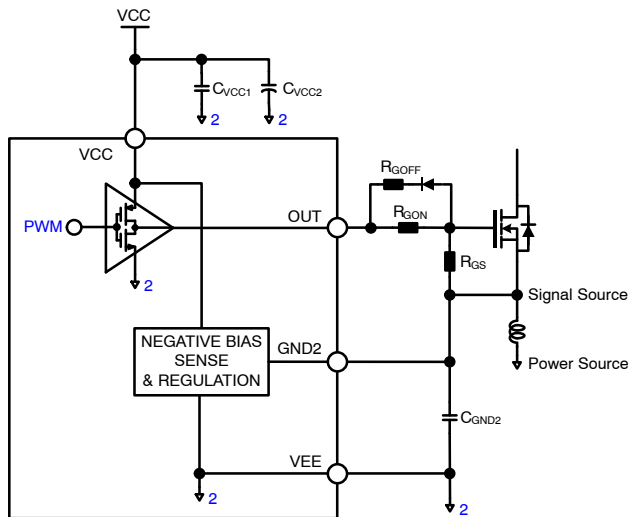 VCC
CVCC1
CVCC2
2
2
VCC
RGOFF
PWM
OUT
RGON
2
RGS
Signal Source
NEGATIVE BIAS
SENSE
& REGULATION
GND2
Power Source
CGND2
VEE
2
2